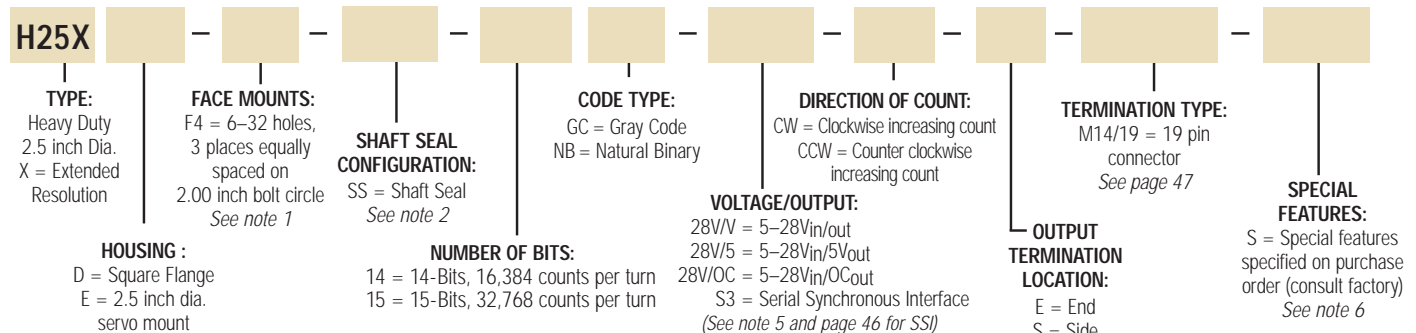 H25X – – – – – – – –
TYPE:
Heavy Duty
2.5 inch Dia.
X = Extended
Resolution
HOUSING :
D = Square Flange
E = 2.5 inch dia.
servo mount
FACE MOUNTS:
F4 = 6–32 holes,
3 places equally
spaced on
2.00 inch bolt circle
See note 1
SHAFT SEAL
CONFIGURATION:
SS = Shaft Seal
See note 2
NUMBER OF BITS:
14 = 14-Bits, 16,384 counts per turn
15 = 15-Bits, 32,768 counts per turn
CODE TYPE:
GC = Gray Code
NB = Natural Binary
VOLTAGE/OUTPUT:
28V/V = 5–28Vin/out
28V/5 = 5–28Vin/5Vout
28V/OC = 5–28Vin/OCout
S3 = Serial Synchronous Interface
(See note 5 and page 46 for SSI)
DIRECTION OF COUNT:
CW = Clockwise increasing count
CCW = Counter clockwise
increasing count
OUTPUT
TERMINATION
LOCATION:
E = End
S = Side
TERMINATION TYPE:
M14/19 = 19 pin
connector
See page 47
SPECIAL
FEATURES:
S = Special features
specified on purchase
order (consult factory)
See note 6